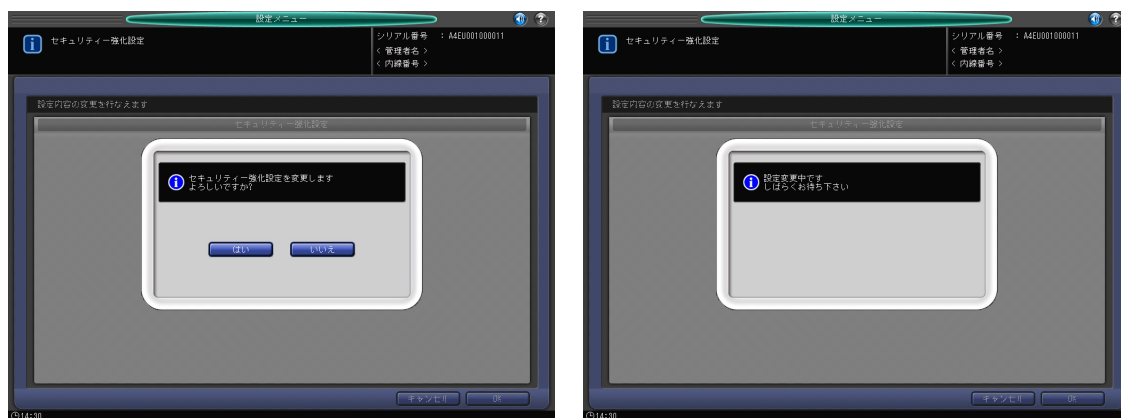 設定メニュー
セキュリティー強化設定
シリアル番号 : A4EU001000011
< 管理者名 >
< 内線番号 >
設定内容の変更を行なえます
セキュリティー強化設定
セキュリティー強化設定を変更します
よろしいですか?
はい いいえ
キャンセル OK
14:30
設定メニュー
セキュリティー強化設定
シリアル番号 : A4EU001000011
< 管理者名 >
< 内線番号 >
設定内容の変更を行なえます
セキュリティー強化設定
設定変更中です
しばらくお待ち下さい
キャンセル OK
14:30